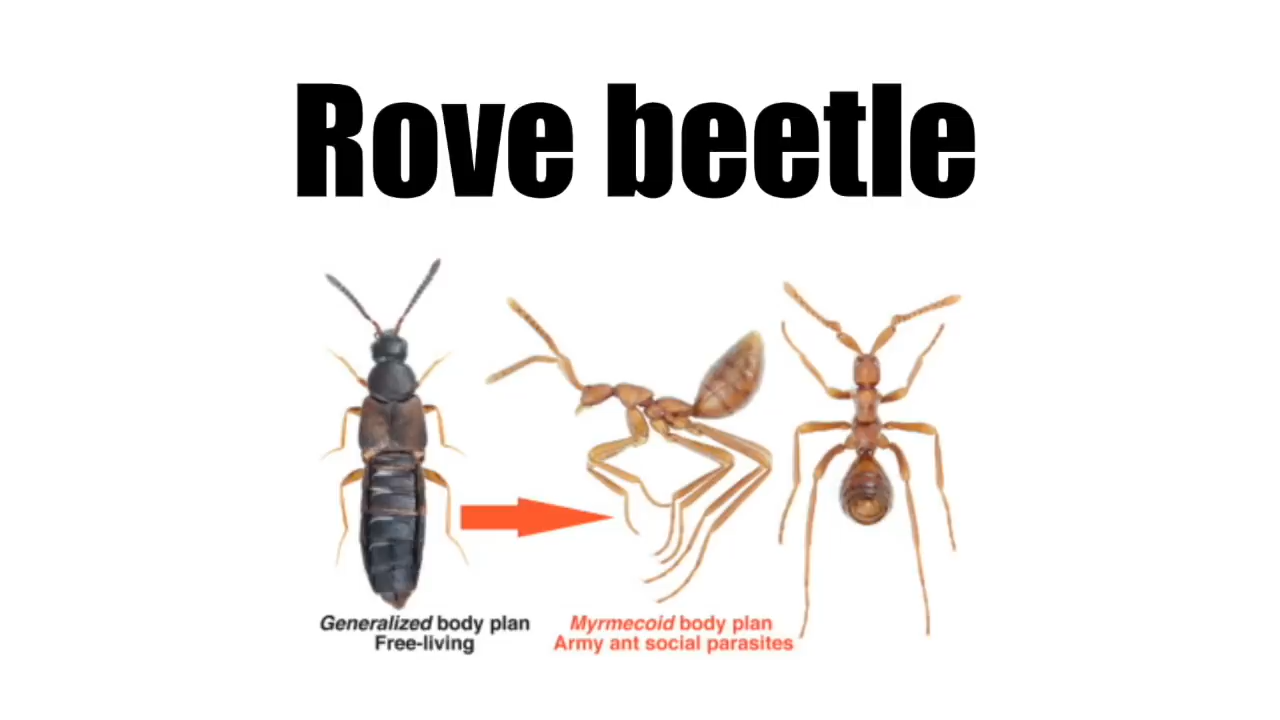 Rove beetle
Generalized body plan
Free-living
Myrmecoid body plan
Army ant social parasites